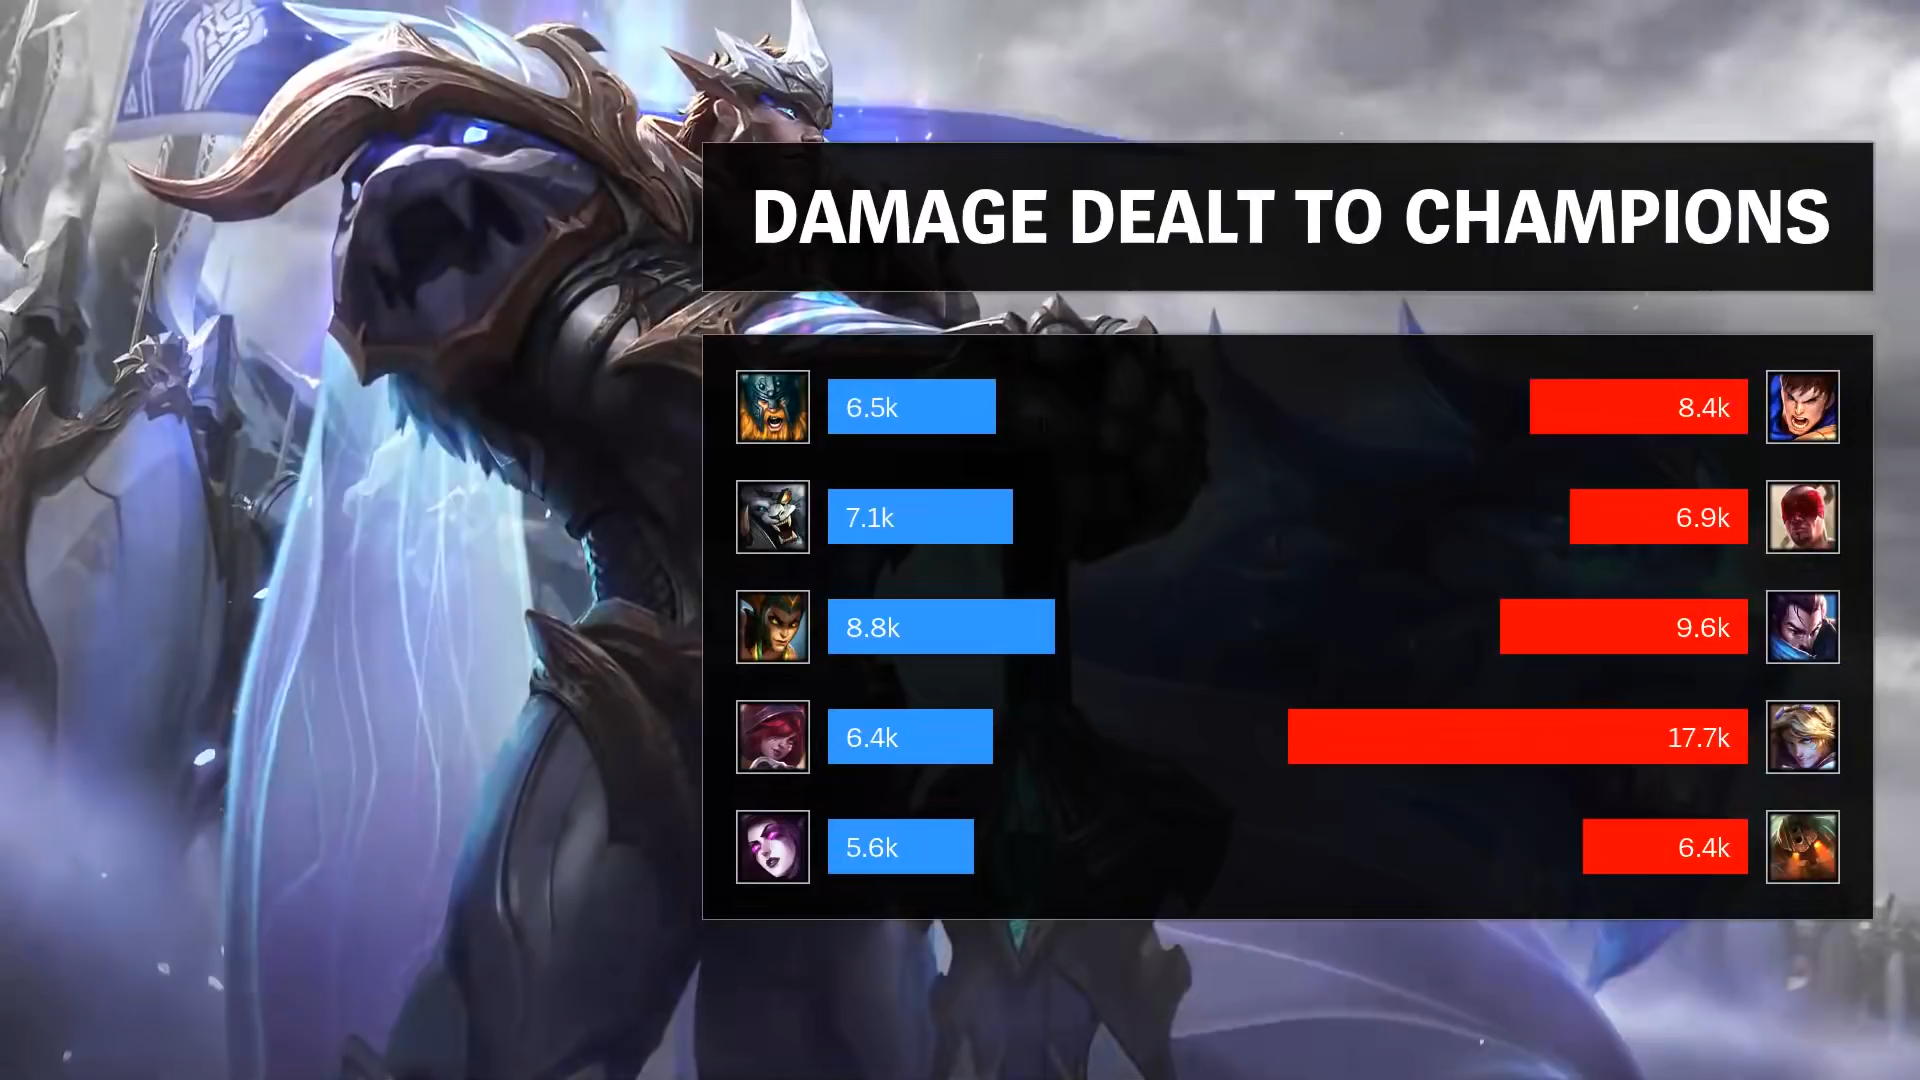 DAMAGE DEALT TO CHAMPIONS
6.5k 8.4k
7.1k 6.9k
8.8k 9.6k
6.4k 17.7k
5.6k 6.4k